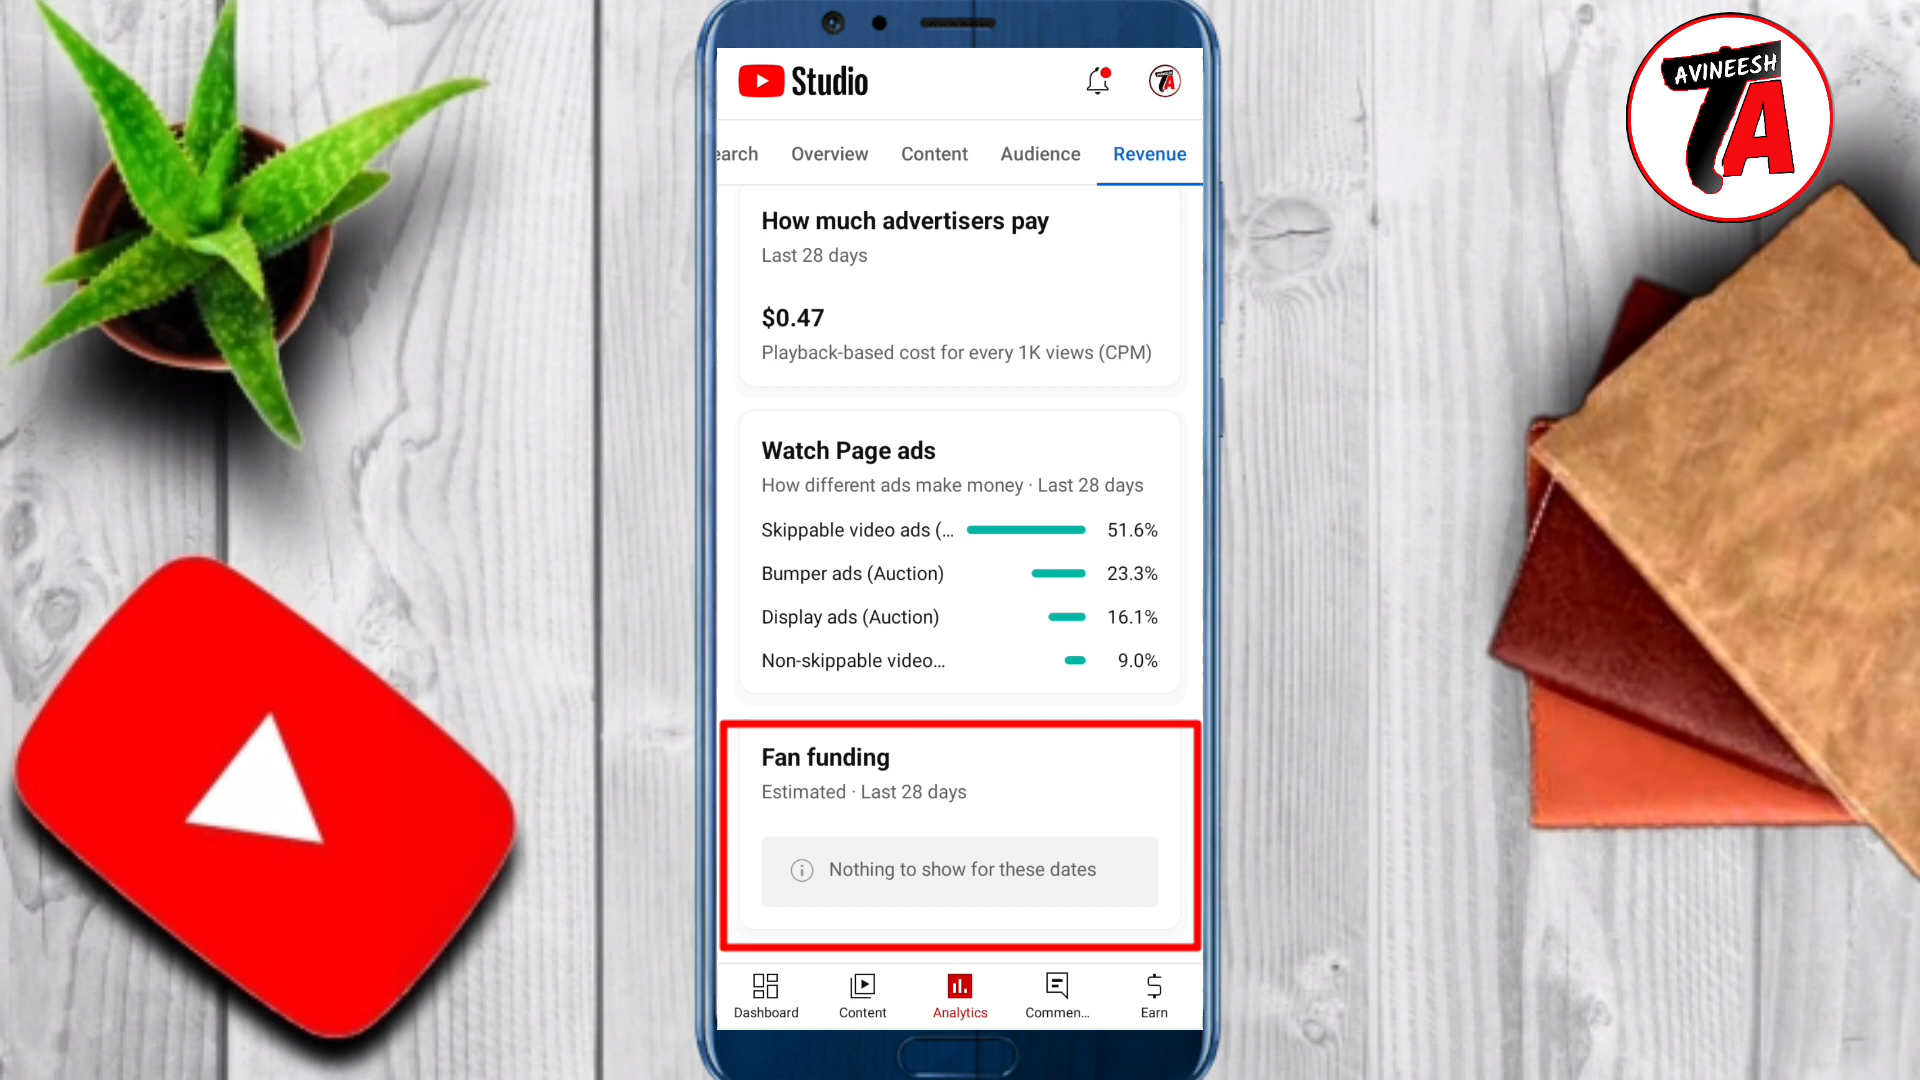 AVINEESH
TA
Studio
earch Overview Content Audience Revenue
How much advertisers pay
Last 28 days
$0.47
Playback-based cost for every 1K views (CPM)
Watch Page ads
How different ads make money · Last 28 days
Skippable video ads (... 51.6%
Bumper ads (Auction) 23.3%
Display ads (Auction) 16.1%
Non-skippable video... 9.0%
Fan funding
Estimated · Last 28 days
Nothing to show for these dates
Dashboard Content Analytics Commen... Earn